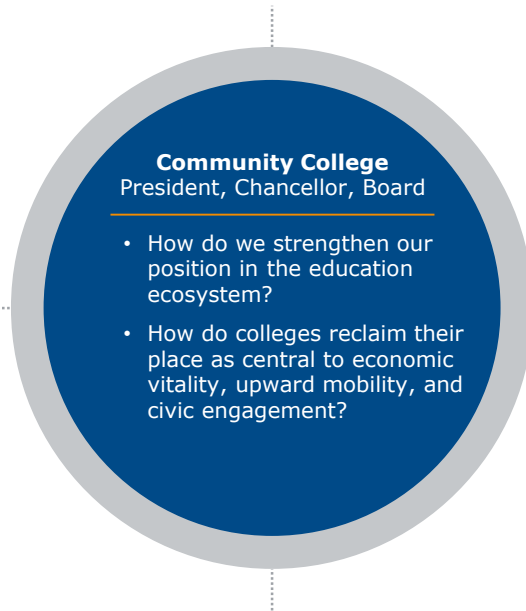 Community College
President, Chancellor, Board
• How do we strengthen our
position in the education
ecosystem?
• How do colleges reclaim their
place as central to economic
vitality, upward mobility, and
civic engagement?